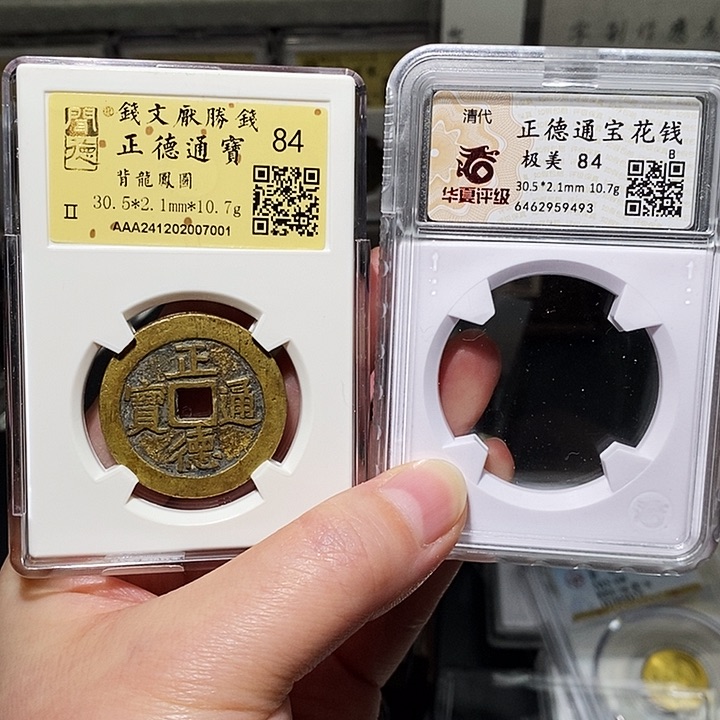 聞德
錢文厭勝錢
正德通寶
84
背龍鳳圖
II
30.5*2.1mm*10.7g
AAA241202007001
正
寶
通
德
清代
正德通宝花钱
极美 84
B
华夏评级
30.5*2.1mm 10.7g
6462959493